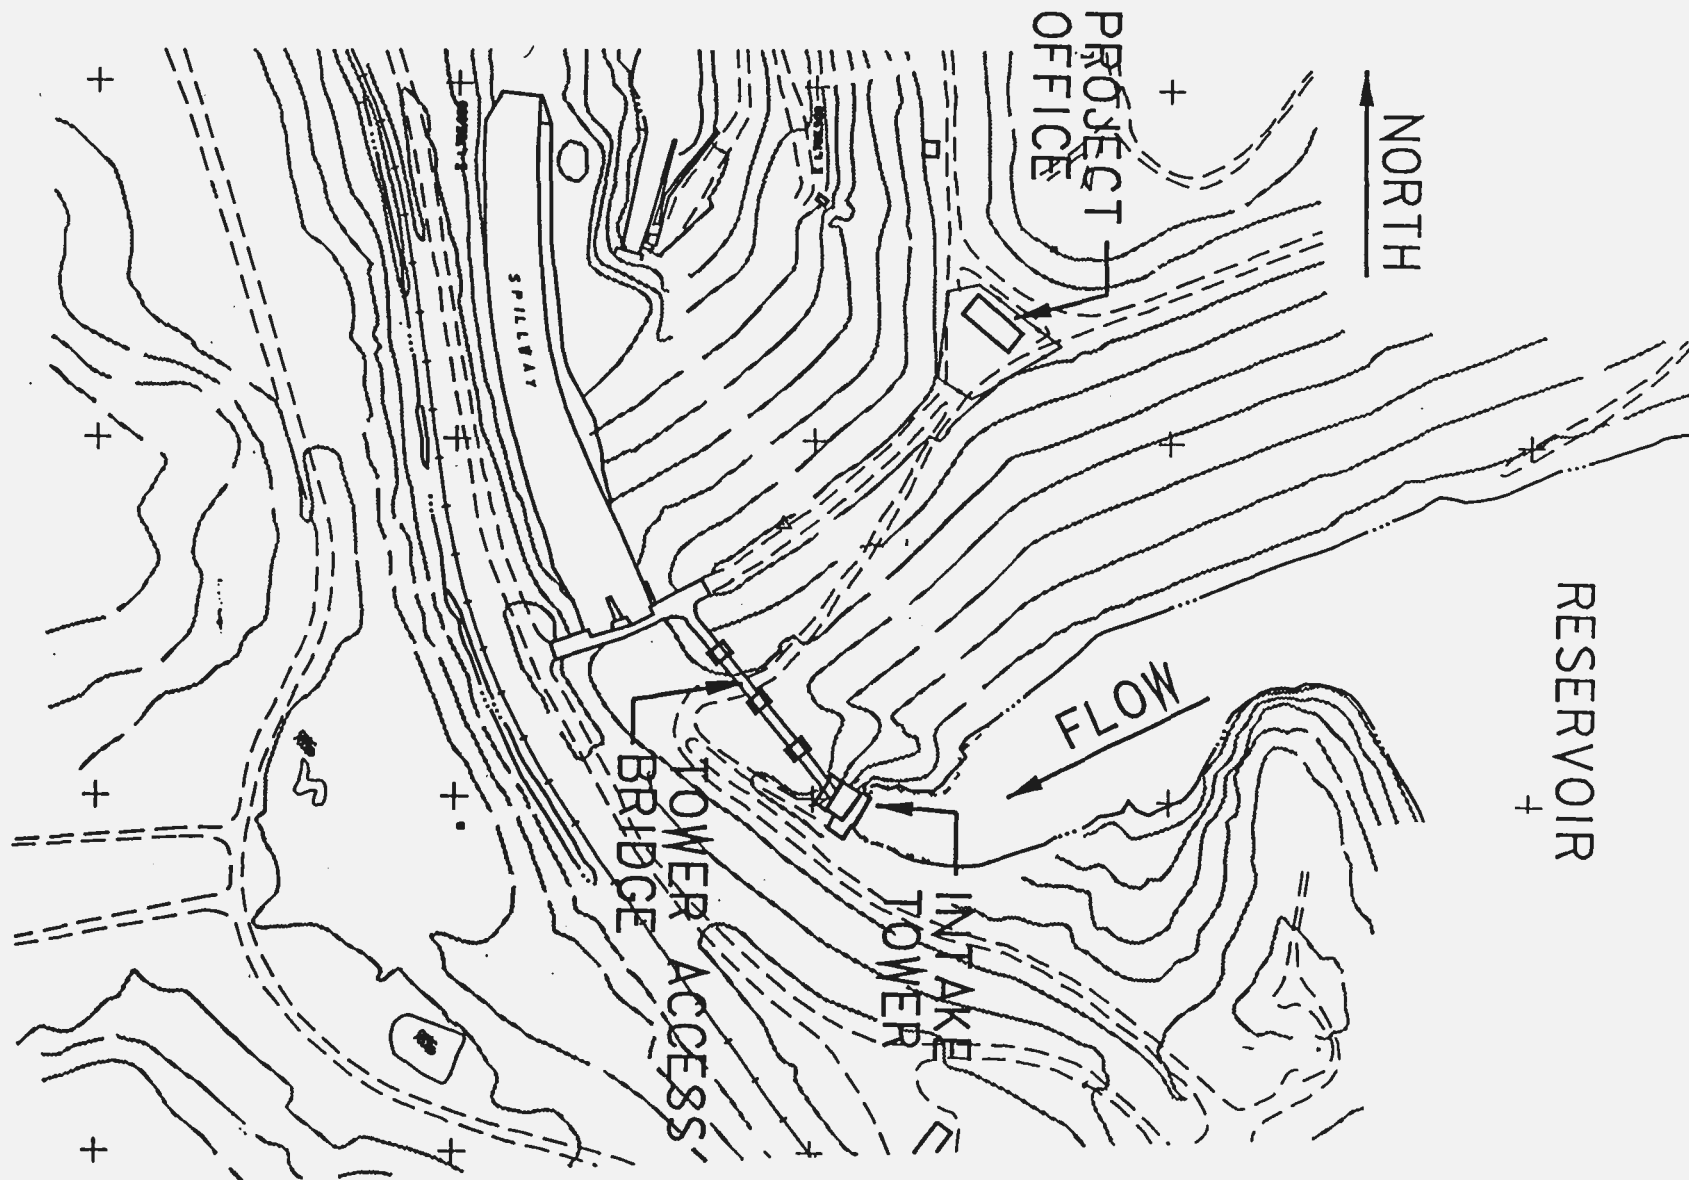 PROJECT
OFFICE
NORTH
SPILLWAY
RESERVOIR
FLOW
TOWER ACCESS
BRIDGE
INTAKE
TOWER